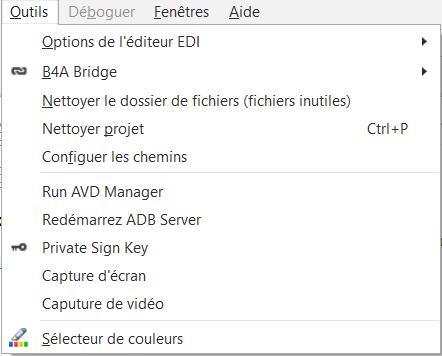 Outils Déboguer Fenêtres Aide
Options de l'éditeur EDI
B4A Bridge
Nettoyer le dossier de fichiers (fichiers inutiles)
Nettoyer projet Ctrl+P
Configuer les chemins
Run AVD Manager
Redémarrez ADB Server
Private Sign Key
Capture d'écran
Caputure de vidéo
Sélecteur de couleurs